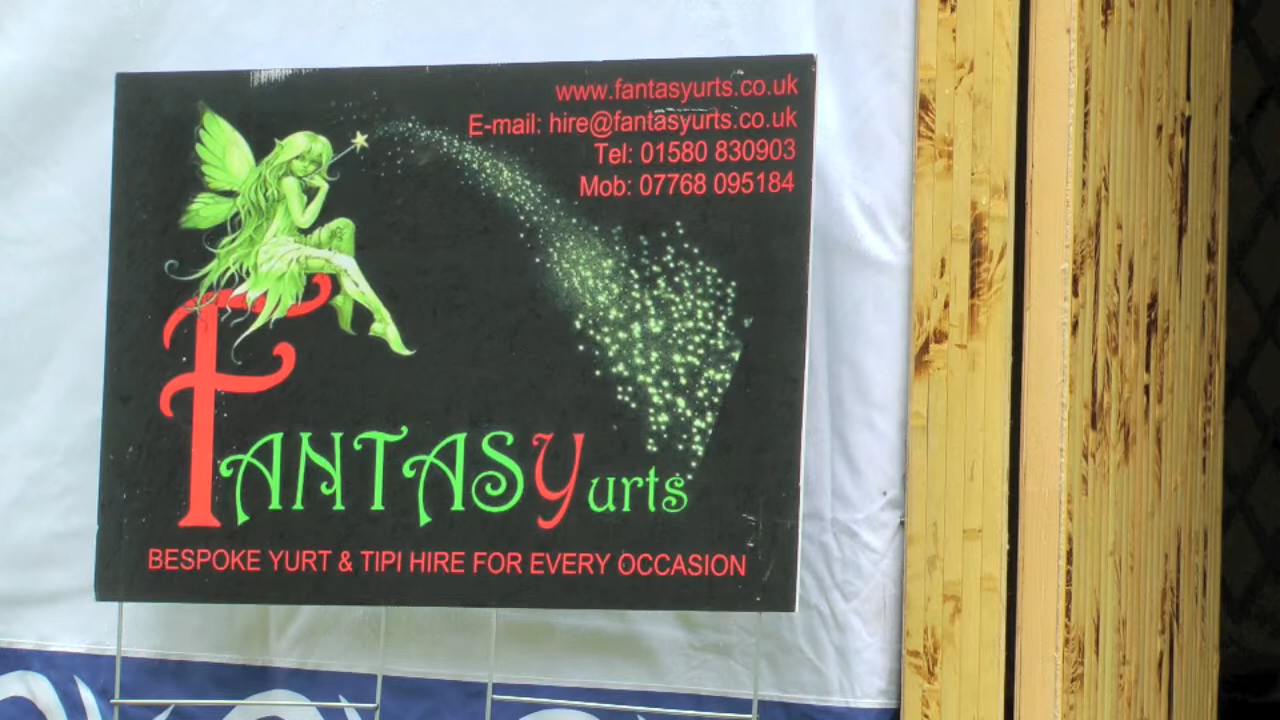 www.fantasyurts.co.uk
E-mail: hire@fantasyurts.co.uk
Tel: 01580 830903
Mob: 07768 095184
FANTASYurts
BESPOKE YURT & TIPI HIRE FOR EVERY OCCASION